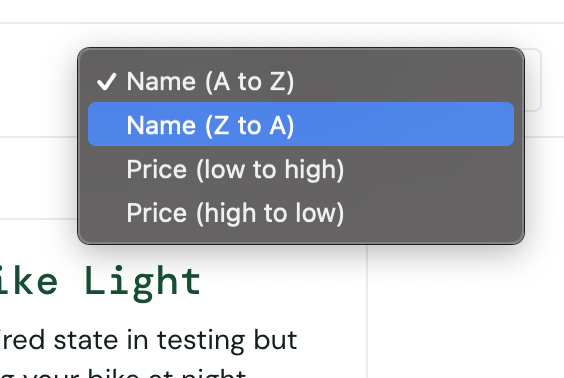 Name (A to Z)
Name (Z to A)
Price (low to high)
Price (high to low)
ike Light
ired state in testing but